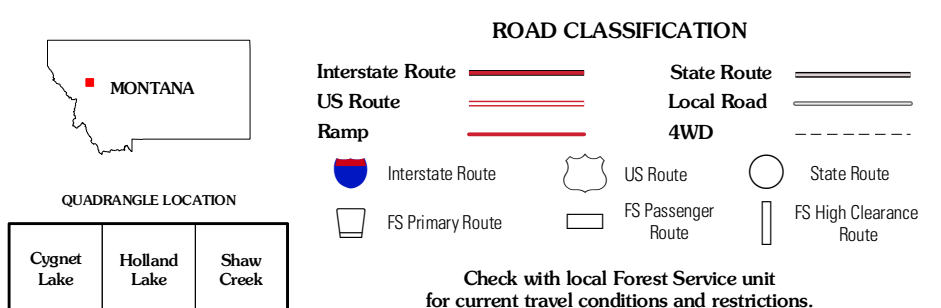 MONTANA
QUADRANGLE LOCATION
Cygnet
Lake
Holland
Lake
Shaw
Creek
ROAD CLASSIFICATION
Interstate Route
State Route
US Route
Local Road
Ramp
4WD
Interstate Route
US Route
State Route
FS Primary Route
FS Passenger
Route
FS High Clearance
Route
Check with local Forest Service unit
for current travel conditions and restrictions.